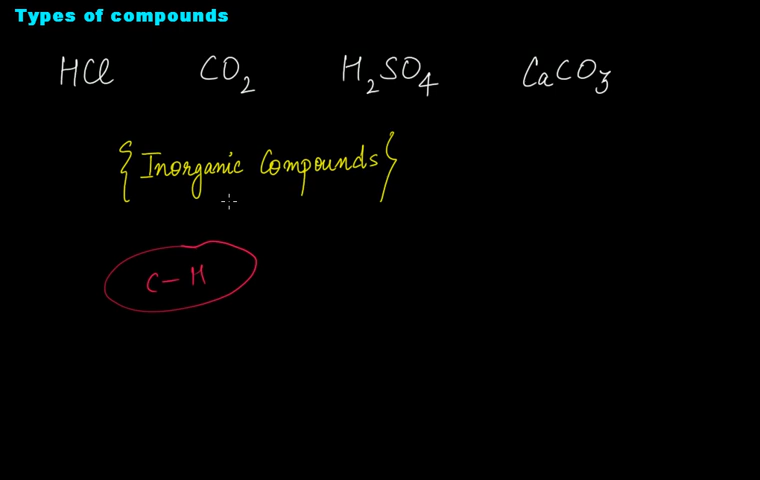 Types of compounds
HCl CO₂ H₂SO₄ CaCO₃
{Inorganic Compounds}
C-H